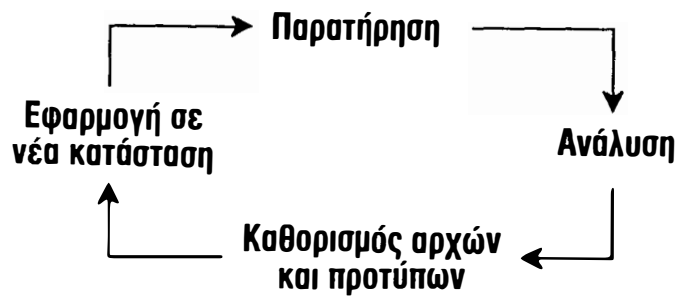 Παρατήρηση
Ανάλυση
Καθορισμός αρχών
και προτύπων
Εφαρμογή σε
νέα κατάσταση